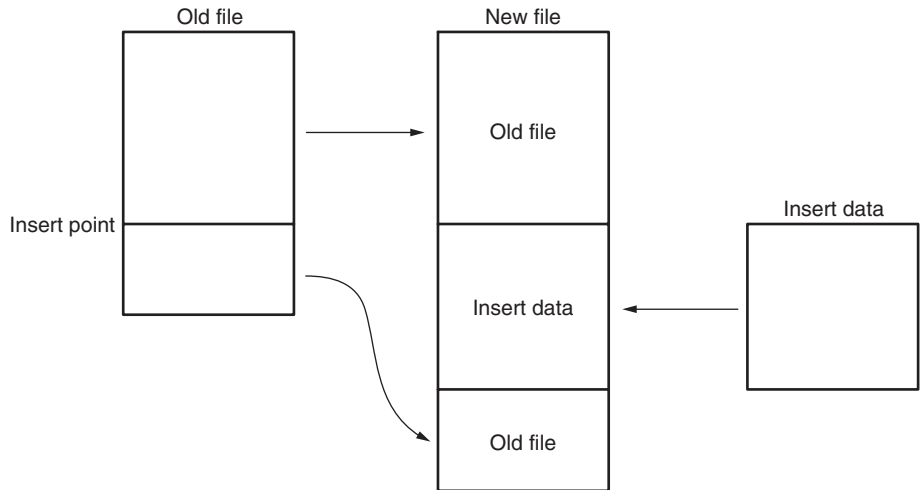 Old file
New file
Old file
Insert point
Insert data
Insert data
Old file